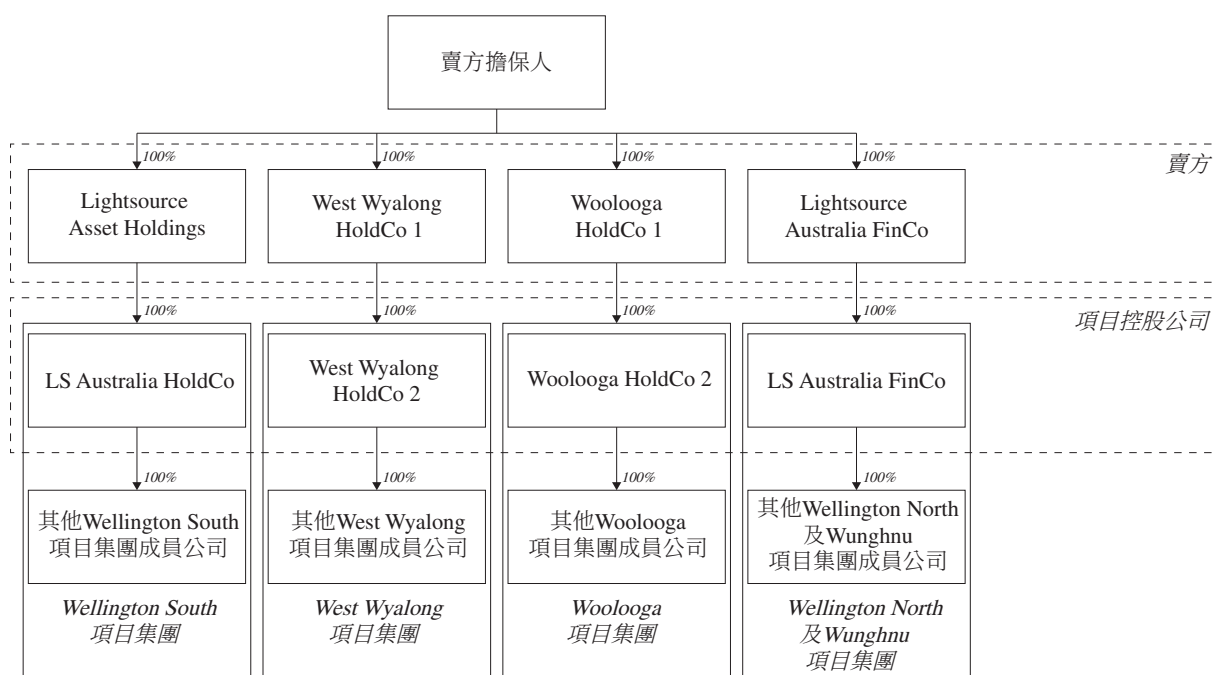 賣方擔保人
100%
100%
100%
100%
賣方
Lightsource
Asset Holdings
West Wyalong
HoldCo 1
Woolooga
HoldCo 1
Lightsource
Australia FinCo
100%
100%
100%
100%
項目控股公司
LS Australia HoldCo
West Wyalong
HoldCo 2
Woolooga HoldCo 2
LS Australia FinCo
100%
100%
100%
100%
其他Wellington South
項目集團成員公司
其他West Wyalong
項目集團成員公司
其他Woolooga
項目集團成員公司
其他Wellington North
及Wunghnu
項目集團成員公司
Wellington South
項目集團
West Wyalong
項目集團
Woolooga
項目集團
Wellington North
及Wunghnu
項目集團